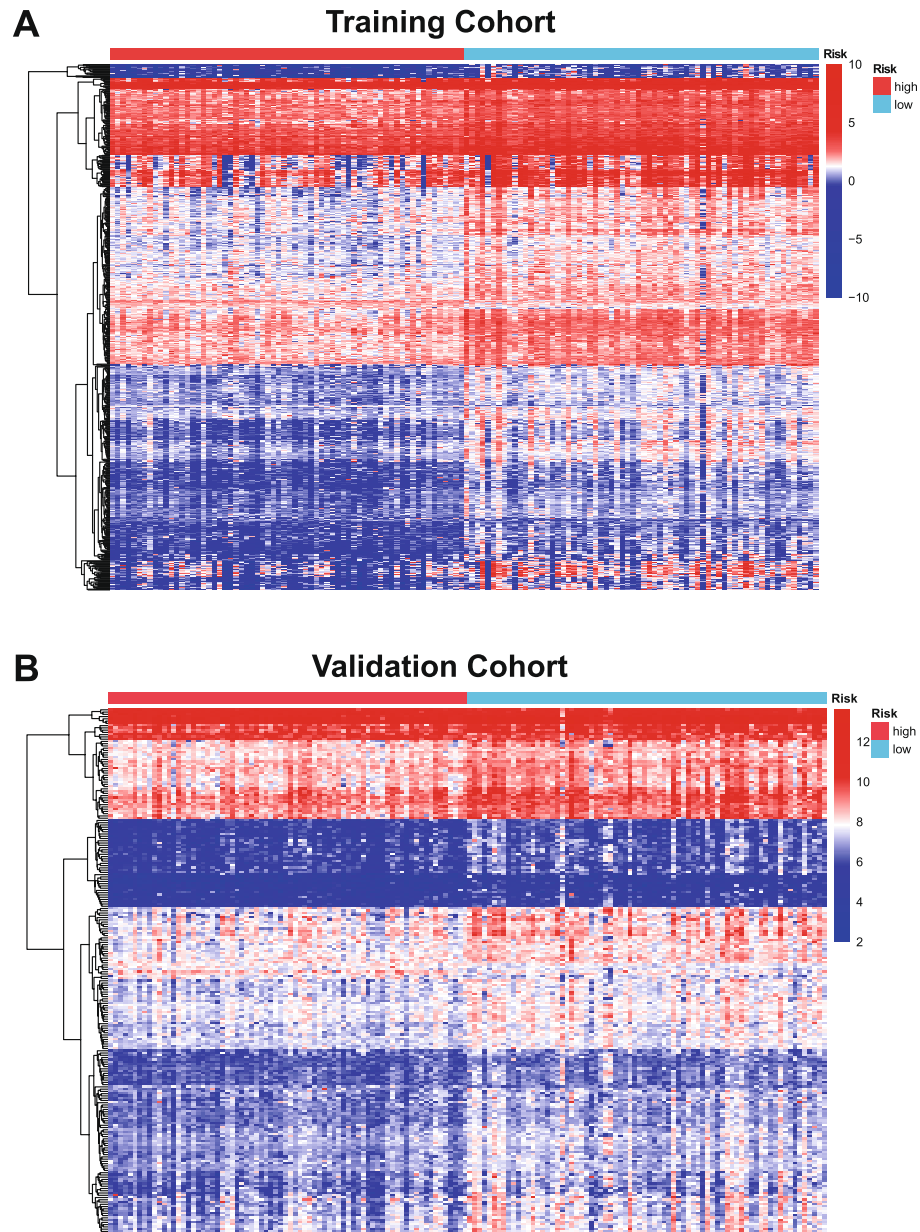 A
Training Cohort
Risk
10
5
0
−5
−10
Risk
high
low
B
Validation Cohort
Risk
12
10
8
6
4
2
Risk
high
low